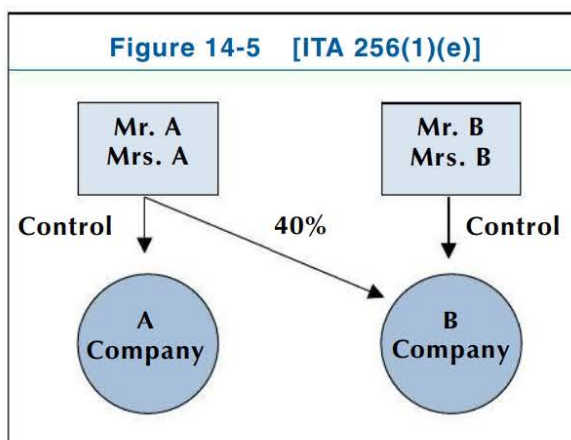 Figure 14-5 [ITA 256(1)(e)]
Mr. A
Mrs. A
Mr. B
Mrs. B
Control
40%
Control
A
Company
B
Company